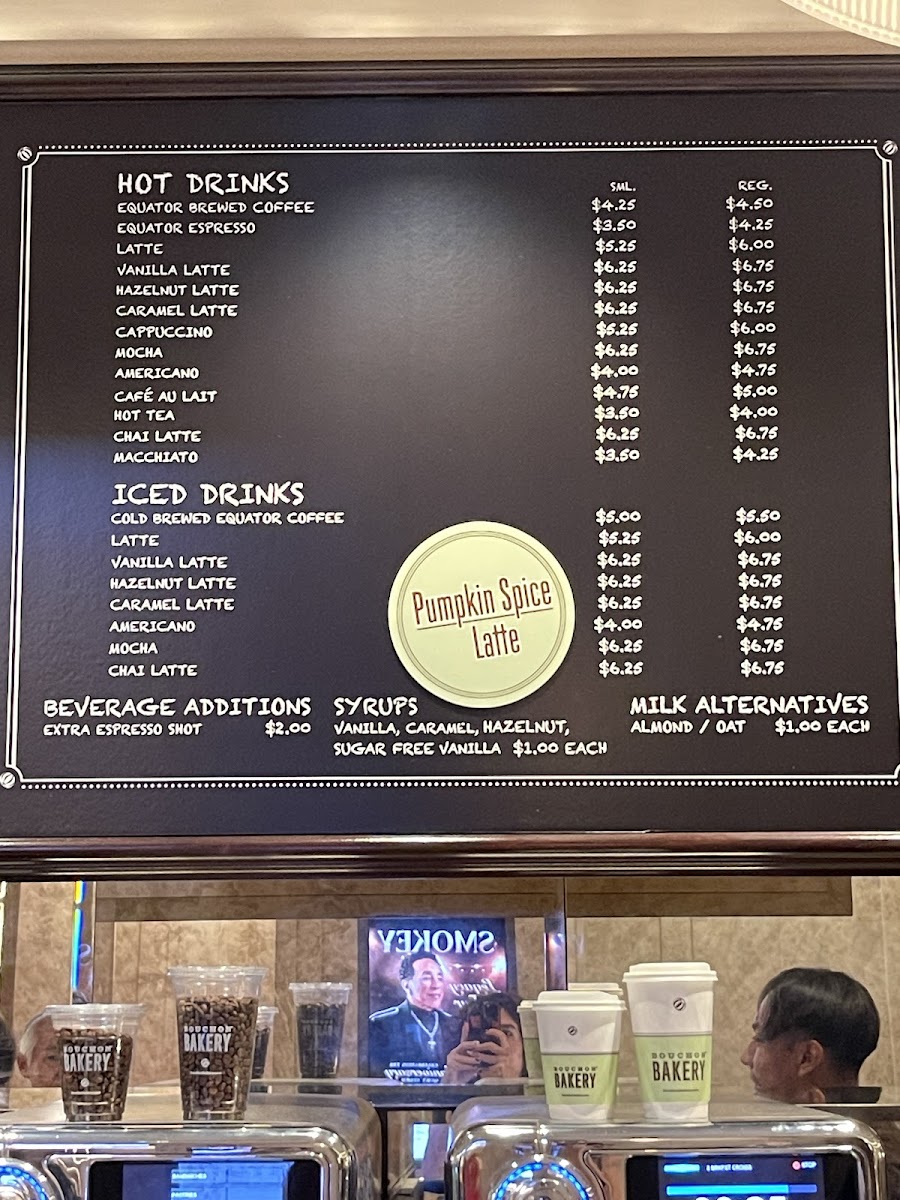 HOT DRINKS SML. REG.
EQUATOR BREWED COFFEE $4.25 $4.50
EQUATOR ESPRESSO $3.50 $4.25
LATTE $5.25 $6.00
VANILLA LATTE $6.25 $6.75
HAZELNUT LATTE $6.25 $6.75
CARAMEL LATTE $6.25 $6.75
CAPPUCCINO $5.25 $6.00
MOCHA $6.25 $6.75
AMERICANO $4.00 $4.75
CAFÉ AU LAIT $4.75 $5.00
HOT TEA $3.50 $4.00
CHAI LATTE $6.25 $6.75
MACCHIATO $3.50 $4.25
ICED DRINKS
COLD BREWED EQUATOR COFFEE $5.00 $5.50
LATTE $5.25 $6.00
VANILLA LATTE $6.25 $6.75
HAZELNUT LATTE $6.25 $6.75
CARAMEL LATTE $6.25 $6.75
AMERICANO $4.00 $4.75
MOCHA $6.25 $6.75
CHAI LATTE $6.25 $6.75
Pumpkin Spice
Latte
BEVERAGE ADDITIONS
EXTRA ESPRESSO SHOT $2.00
SYRUPS
VANILLA, CARAMEL, HAZELNUT,
SUGAR FREE VANILLA $1.00 EACH
MILK ALTERNATIVES
ALMOND / OAT $1.00 EACH
SMOKEY
BOUCHON
BAKERY
BOUCHON
BAKERY
BOUCHON
BAKERY
BOUCHON
BAKERY
STOP